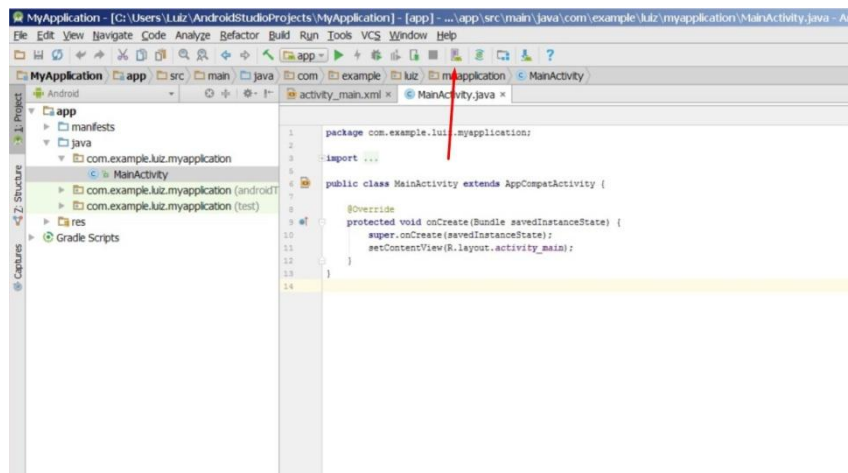 MyApplication - [C:\Users\Luiz\AndroidStudioProjects\MyApplication] - [app] - ...\app\src\main\java\com\example\luiz\myapplication\MainActivity.java - A
File Edit View Navigate Code Analyze Refactor Build Run Tools VCS Window Help
app
MyApplication app src main java com example luiz myapplication MainActivity
1: Project
Z: Structure
Captures
Android
app
manifests
java
com.example.luiz.myapplication
MainActivity
com.example.luiz.myapplication (androidT
com.example.luiz.myapplication (test)
res
Gradle Scripts
activity_main.xml × MainActivity.java ×
1 package com.example.luiz.myapplication;
2
3 import ...
5
6 public class MainActivity extends AppCompatActivity {
7
8 @Override
9 protected void onCreate(Bundle savedInstanceState) {
10 super.onCreate(savedInstanceState);
11 setContentView(R.layout.activity_main);
12 }
13 }
14